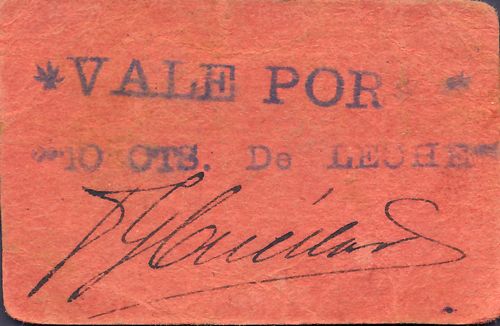 VALE POR
10 CTS. De LECHE